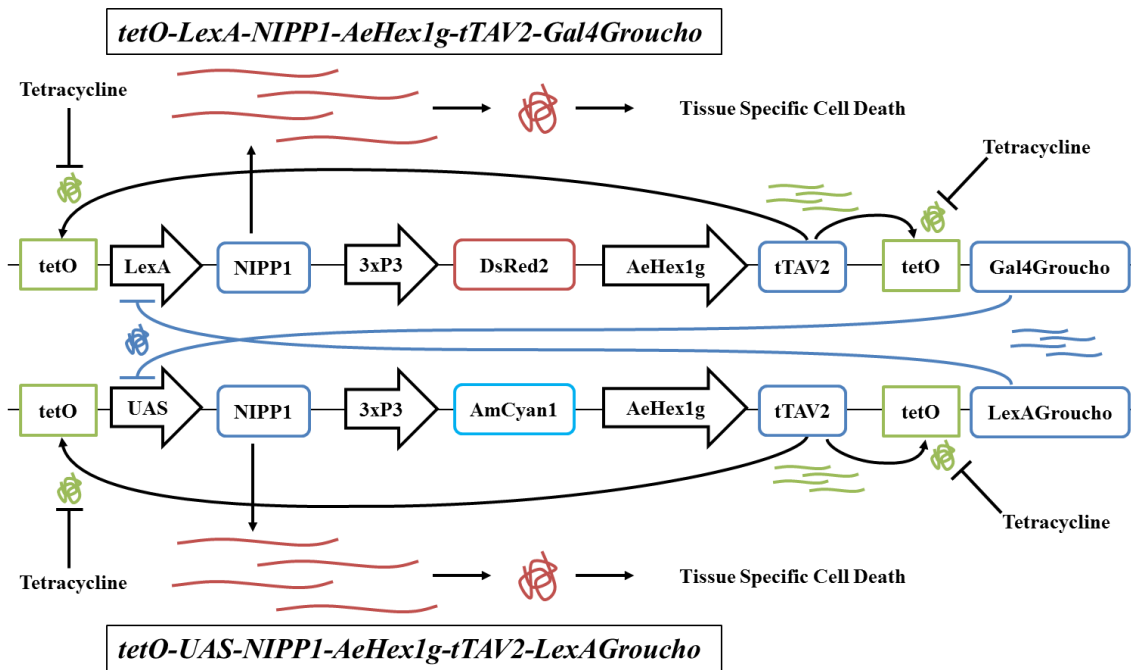 tetO-LexA-NIPP1-AeHex1g-tTAV2-Gal4Groucho
Tetracycline
Tissue Specific Cell Death
Tetracycline
tetO
LexA
NIPP1
3xP3
DsRed2
AeHex1g
tTAV2
tetO
Gal4Groucho
tetO
UAS
NIPP1
3xP3
AmCyan1
AeHex1g
tTAV2
tetO
LexAGroucho
Tetracycline
Tetracycline
Tissue Specific Cell Death
tetO-UAS-NIPP1-AeHex1g-tTAV2-LexAGroucho